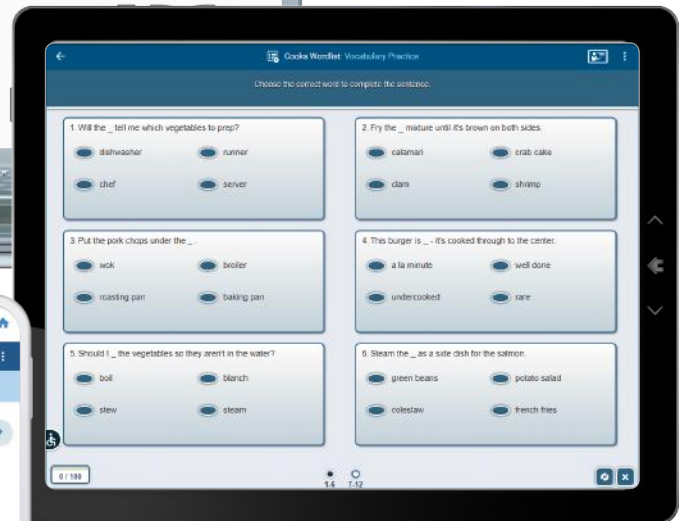 Cooks Wordlist: Vocabulary Practice
Choose the correct word to complete the sentence.
1. Will the _ tell me which vegetables to prep?
dishwasher
runner
chef
server
2. Fry the _ mixture until it's brown on both sides.
calamari
crab cake
clam
shrimp
3. Put the pork chops under the _ .
wok
broiler
roasting pan
baking pan
4. This burger is _ - it's cooked through to the center.
a la minute
well done
undercooked
rare
5. Should I _ the vegetables so they aren't in the water?
boil
blanch
stew
steam
6. Steam the _ as a side dish for the salmon.
green beans
potato salad
coleslaw
french fries
0 / 100
1-6 7-12